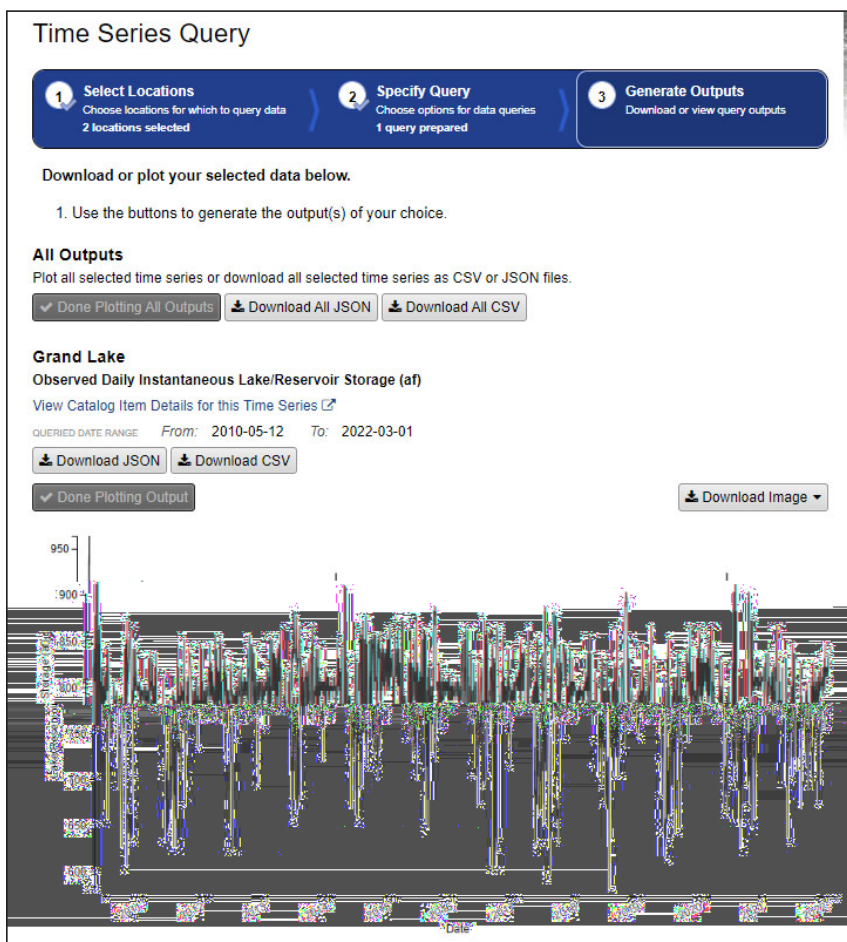 Time Series Query
1 Select Locations
Choose locations for which to query data
2 locations selected
2 Specify Query
Choose options for data queries
1 query prepared
3 Generate Outputs
Download or view query outputs
Download or plot your selected data below.
1. Use the buttons to generate the output(s) of your choice.
All Outputs
Plot all selected time series or download all selected time series as CSV or JSON files.
Done Plotting All Outputs
Download All JSON
Download All CSV
Grand Lake
Observed Daily Instantaneous Lake/Reservoir Storage (af)
View Catalog Item Details for this Time Series
QUERIED DATE RANGE From: 2010-05-12 To: 2022-03-01
Download JSON
Download CSV
Done Plotting Output
Download Image
950
900
850
800
Date